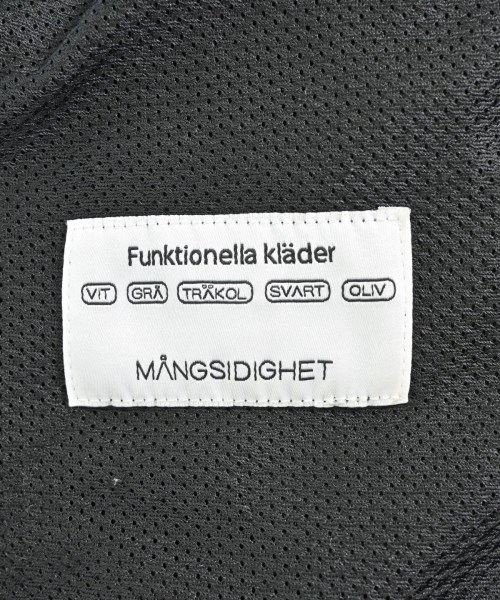 Funktionella kläder
VIT GRÅ TRÄKOL SVART OLIV
MÅNGSIDIGHET